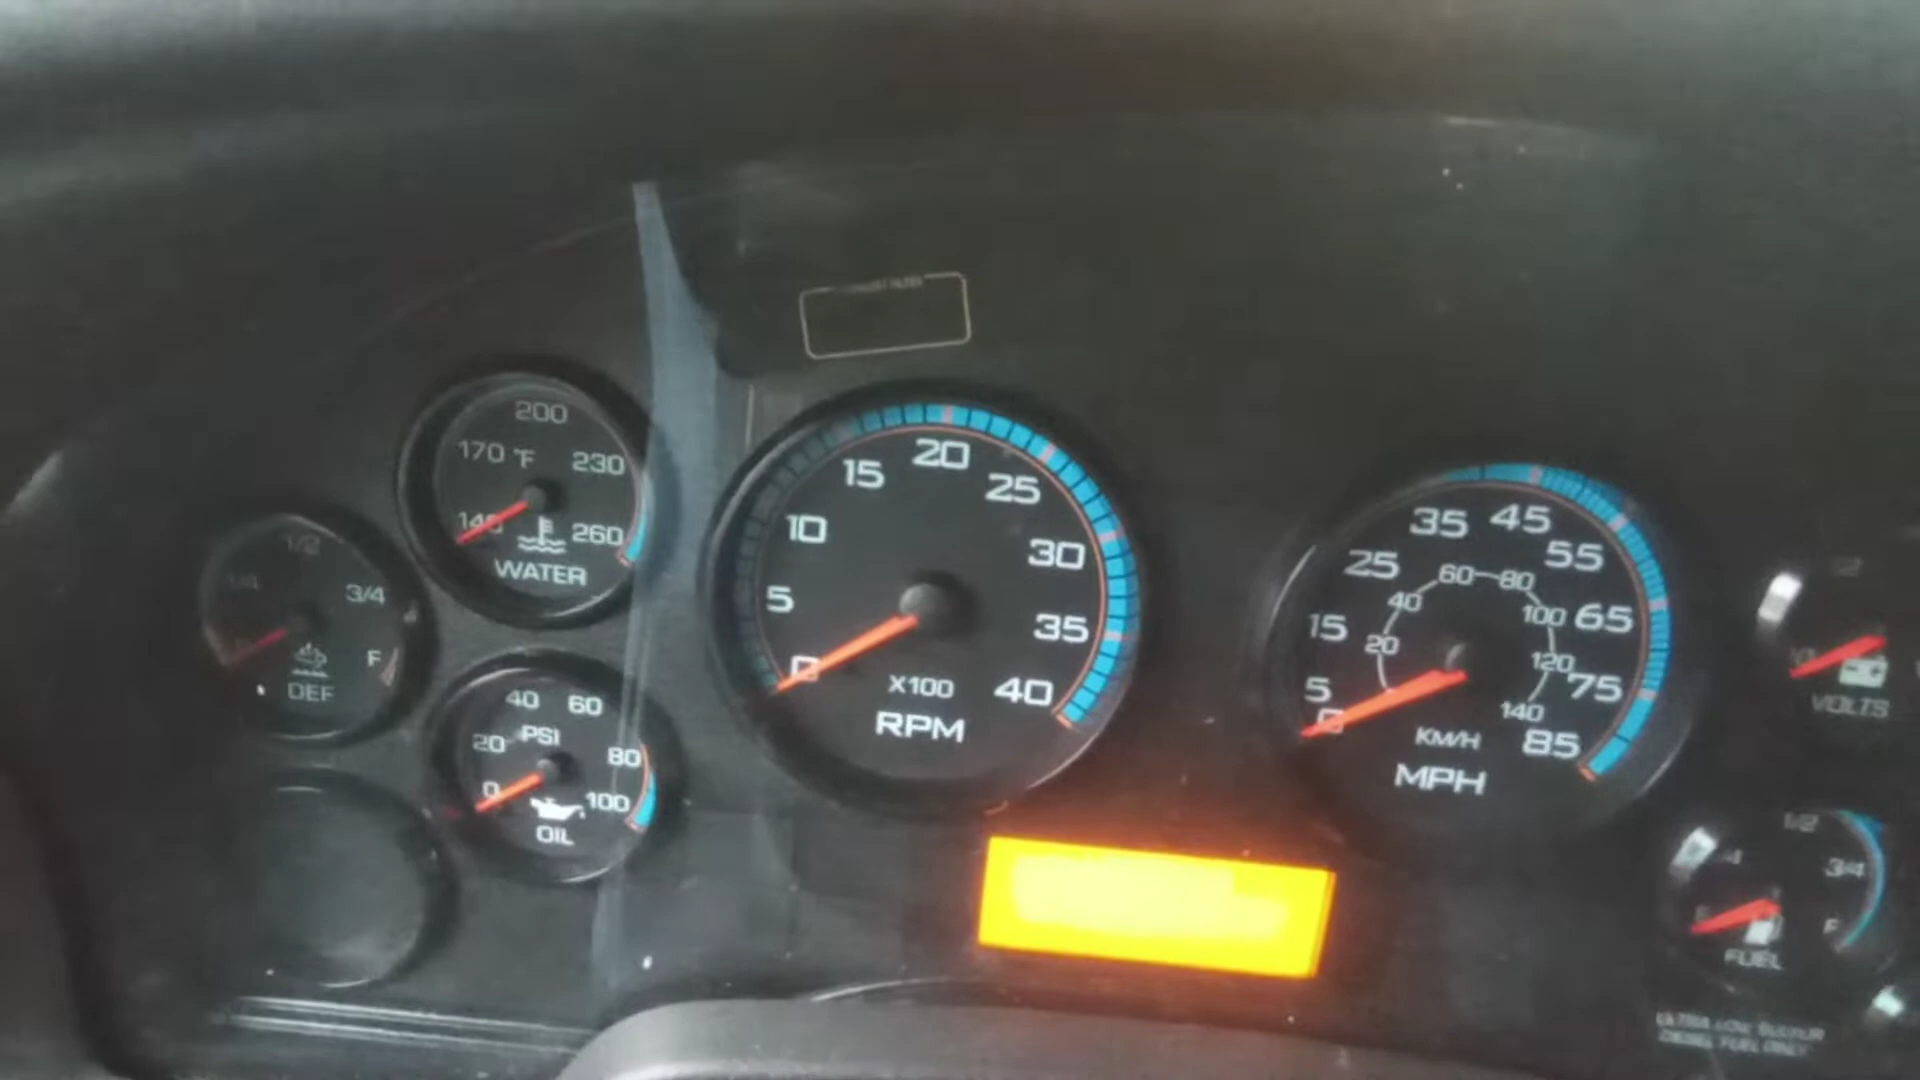 200
170 °F 230
140 260
WATER
1/2
1/4 3/4
F
DEF
40 60
PSI
20 80
0 100
OIL
20
15 25
10 30
5 35
0 40
X100
RPM
35 45
25 55
60 80
40 100
15 65
20 120
5 75
0 140
KM/H 85
MPH
VOLTS
1/2
3/4
F
FUEL
ULTRA LOW SULFUR
DIESEL FUEL ONLY